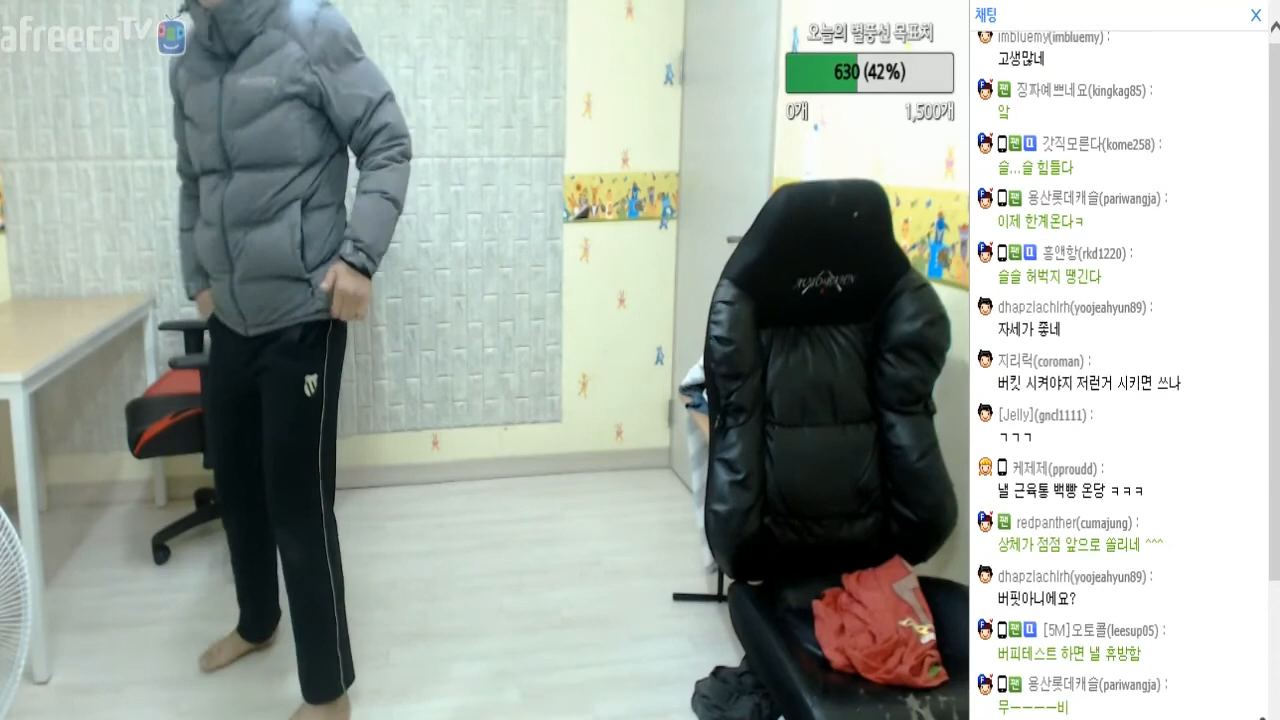 afreecaTV
오늘의 별풍선 목표치
630 (42%)
0개
1,500개
채팅
X
imbluemy(imbluemy) :
고생많네
징자예쁘네요(kingkag85) :
앜
갓직모른다(kome258) :
슬...슬 힘들다
용산롯데캐슬(pariwangja) :
이제 한계온다ㅋ
흥앤항(rkd1220) :
슬슬 허벅지 땡긴다
dhapzlachlrh(yoojeahyun89) :
자세가 쫗네
지리릭(coroman) :
버킷 시켜야지 저런거 시키면 쓰나
[Jelly](gncl1111) :
ㄱㄱㄱ
케제제(pproudd) :
낼 근육통 백빵 온당 ㅋㅋㅋ
redpanther(cumajung) :
상체가 점점 앞으로 쏠리네 ^^^
dhapzlachlrh(yoojeahyun89) :
버핏아니에요?
[5M]오토콜(leesup05) :
버피테스트 하면 낼 휴방함
용산롯데캐슬(pariwangja) :
무ㅡㅡㅡㅡ비